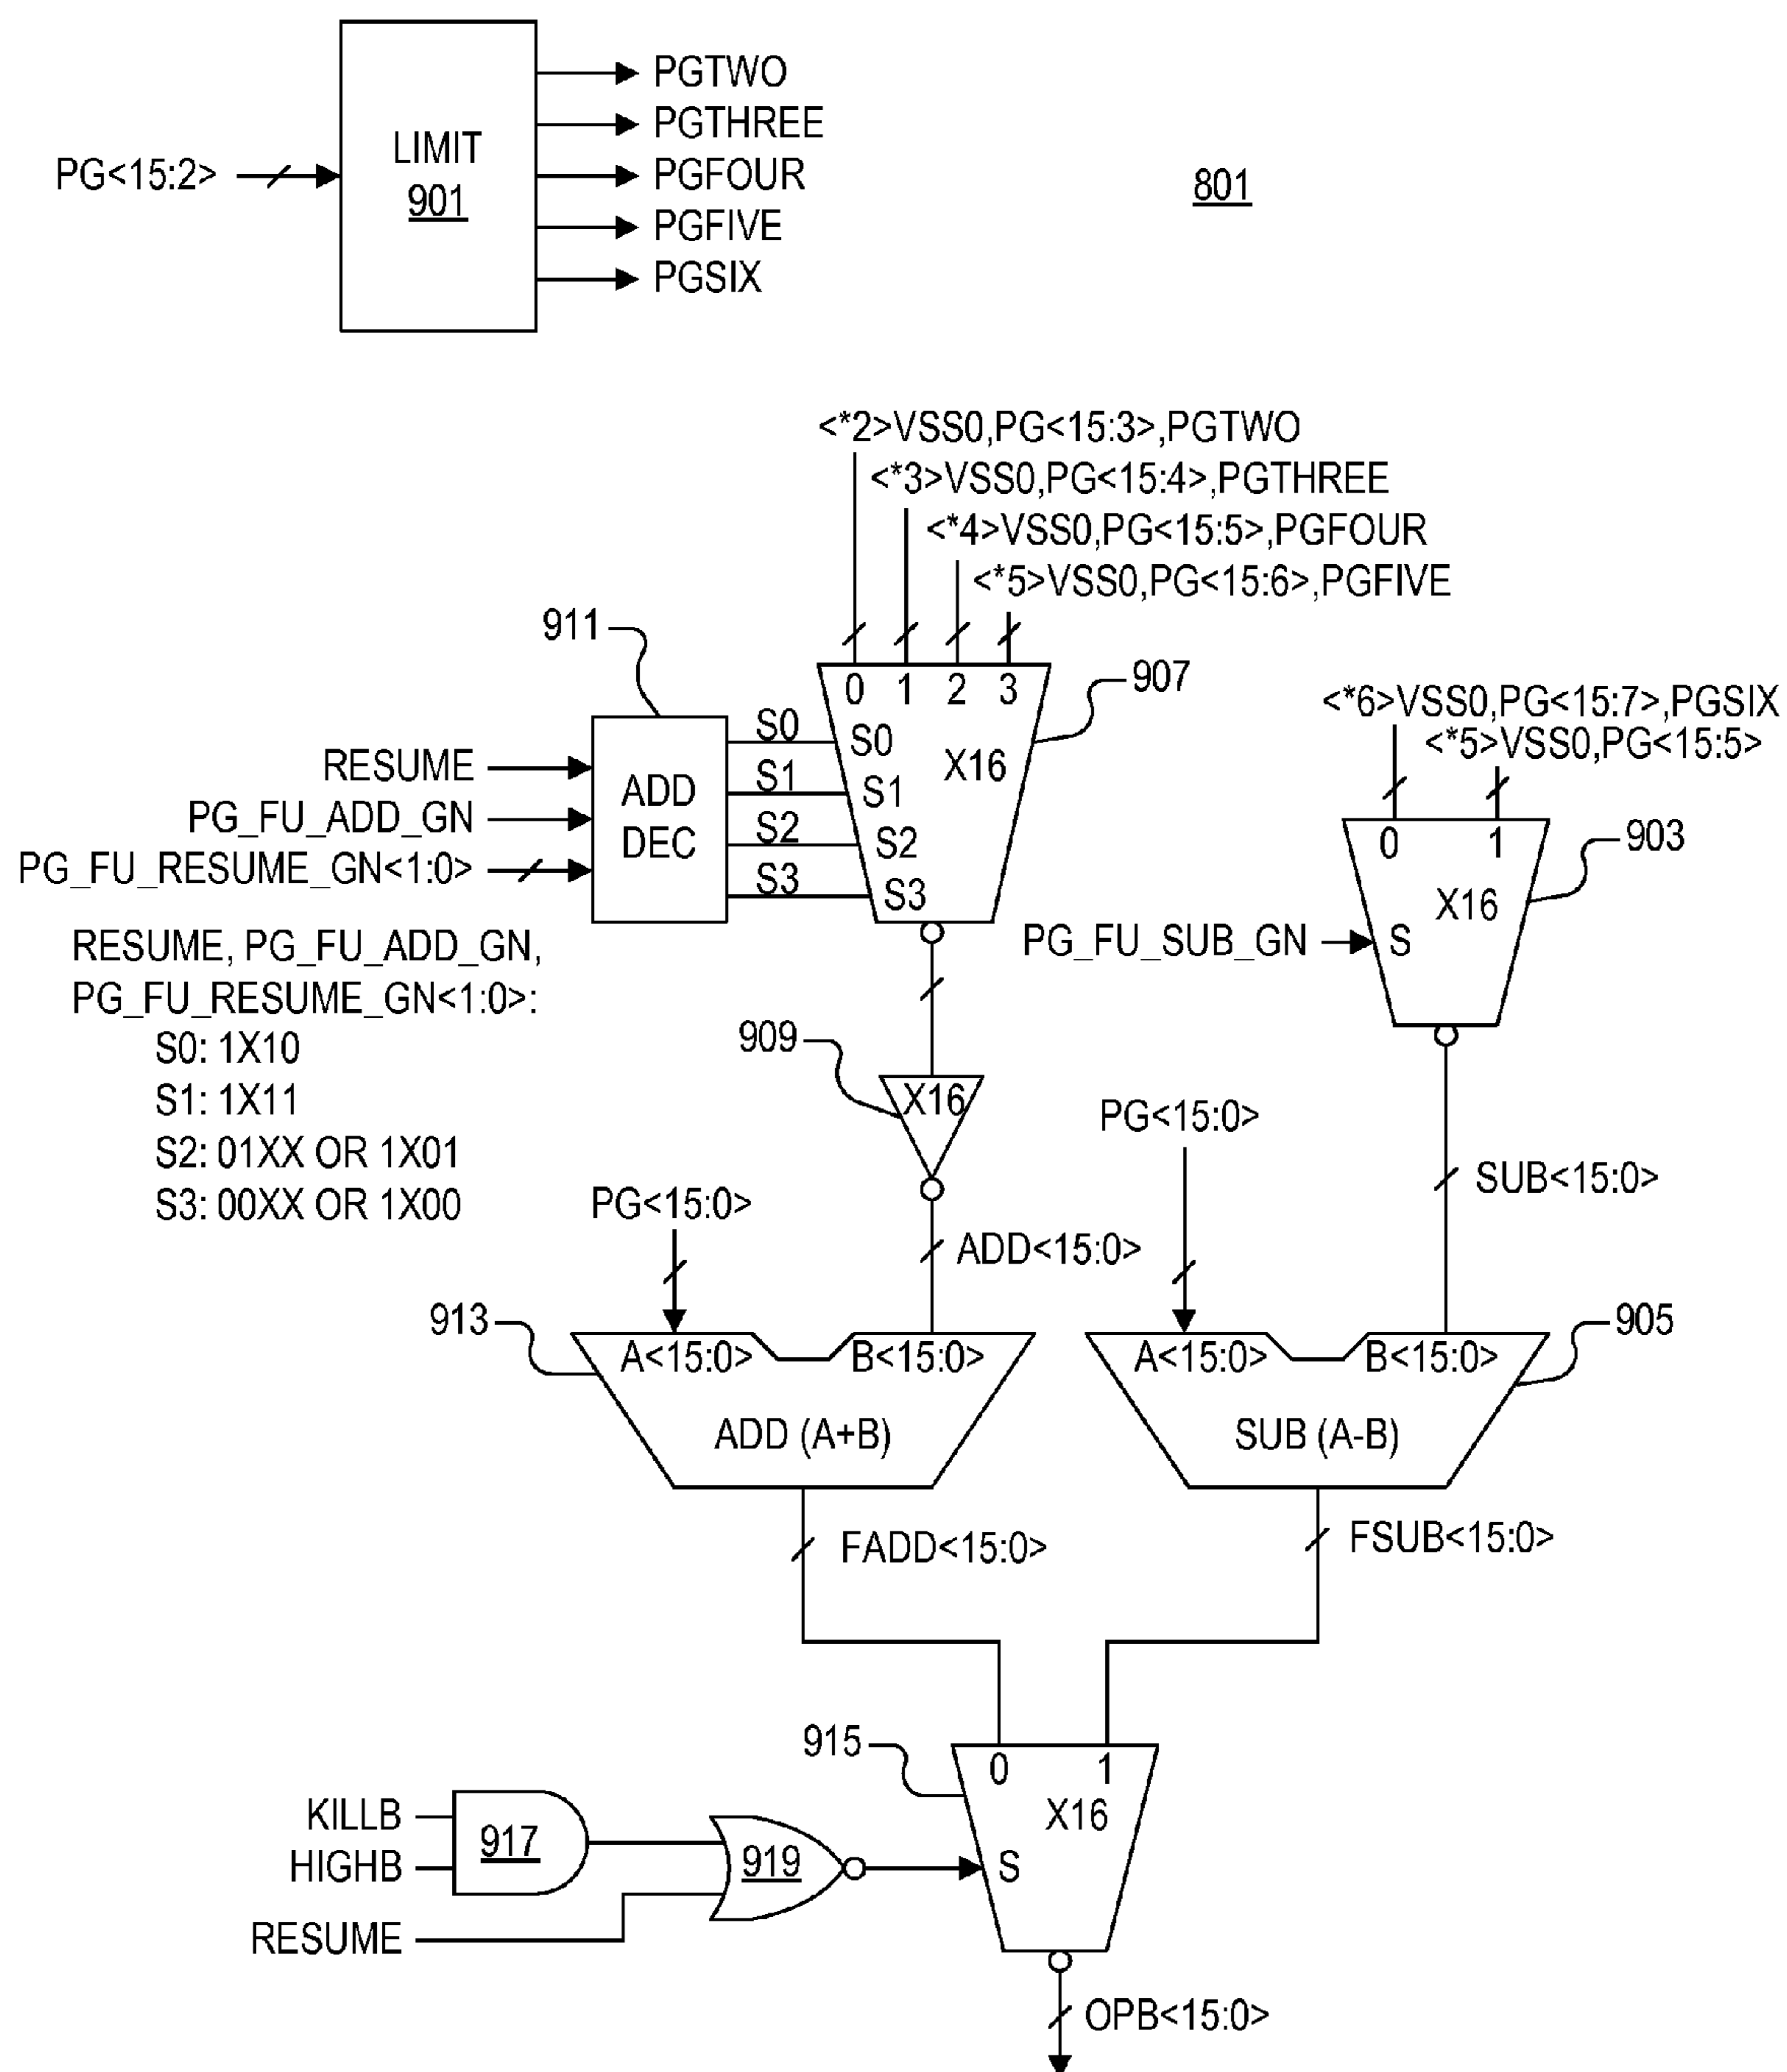 PGTWO
PGTHREE
PG<15:2>
LIMIT
901
PGFOUR
PGFIVE
PGSIX
801
<*2>VSS0,PG<15:3>,PGTWO
<*3>VSS0,PG<15:4>,PGTHREE
<*4>VSS0,PG<15:5>,PGFOUR
<*5>VSS0,PG<15:6>,PGFIVE
911
0 1 2 3
907
<*6>VSS0,PG<15:7>,PGSIX
<*5>VSS0,PG<15:5>
RESUME
PG_FU_ADD_GN
PG_FU_RESUME_GN<1:0>
ADD
DEC
S0
S1
S2
S3
S0
S1
S2
S3
X16
0 1
903
X16
PG_FU_SUB_GN
S
RESUME, PG_FU_ADD_GN,
PG_FU_RESUME_GN<1:0>:
S0: 1X10
S1: 1X11
S2: 01XX OR 1X01
S3: 00XX OR 1X00
909
X16
PG<15:0>
PG<15:0>
SUB<15:0>
ADD<15:0>
913
A<15:0> B<15:0>
ADD (A+B)
905
A<15:0> B<15:0>
SUB (A-B)
FADD<15:0>
FSUB<15:0>
915
0 1
X16
S
KILLB
HIGHB
917
919
RESUME
OPB<15:0>